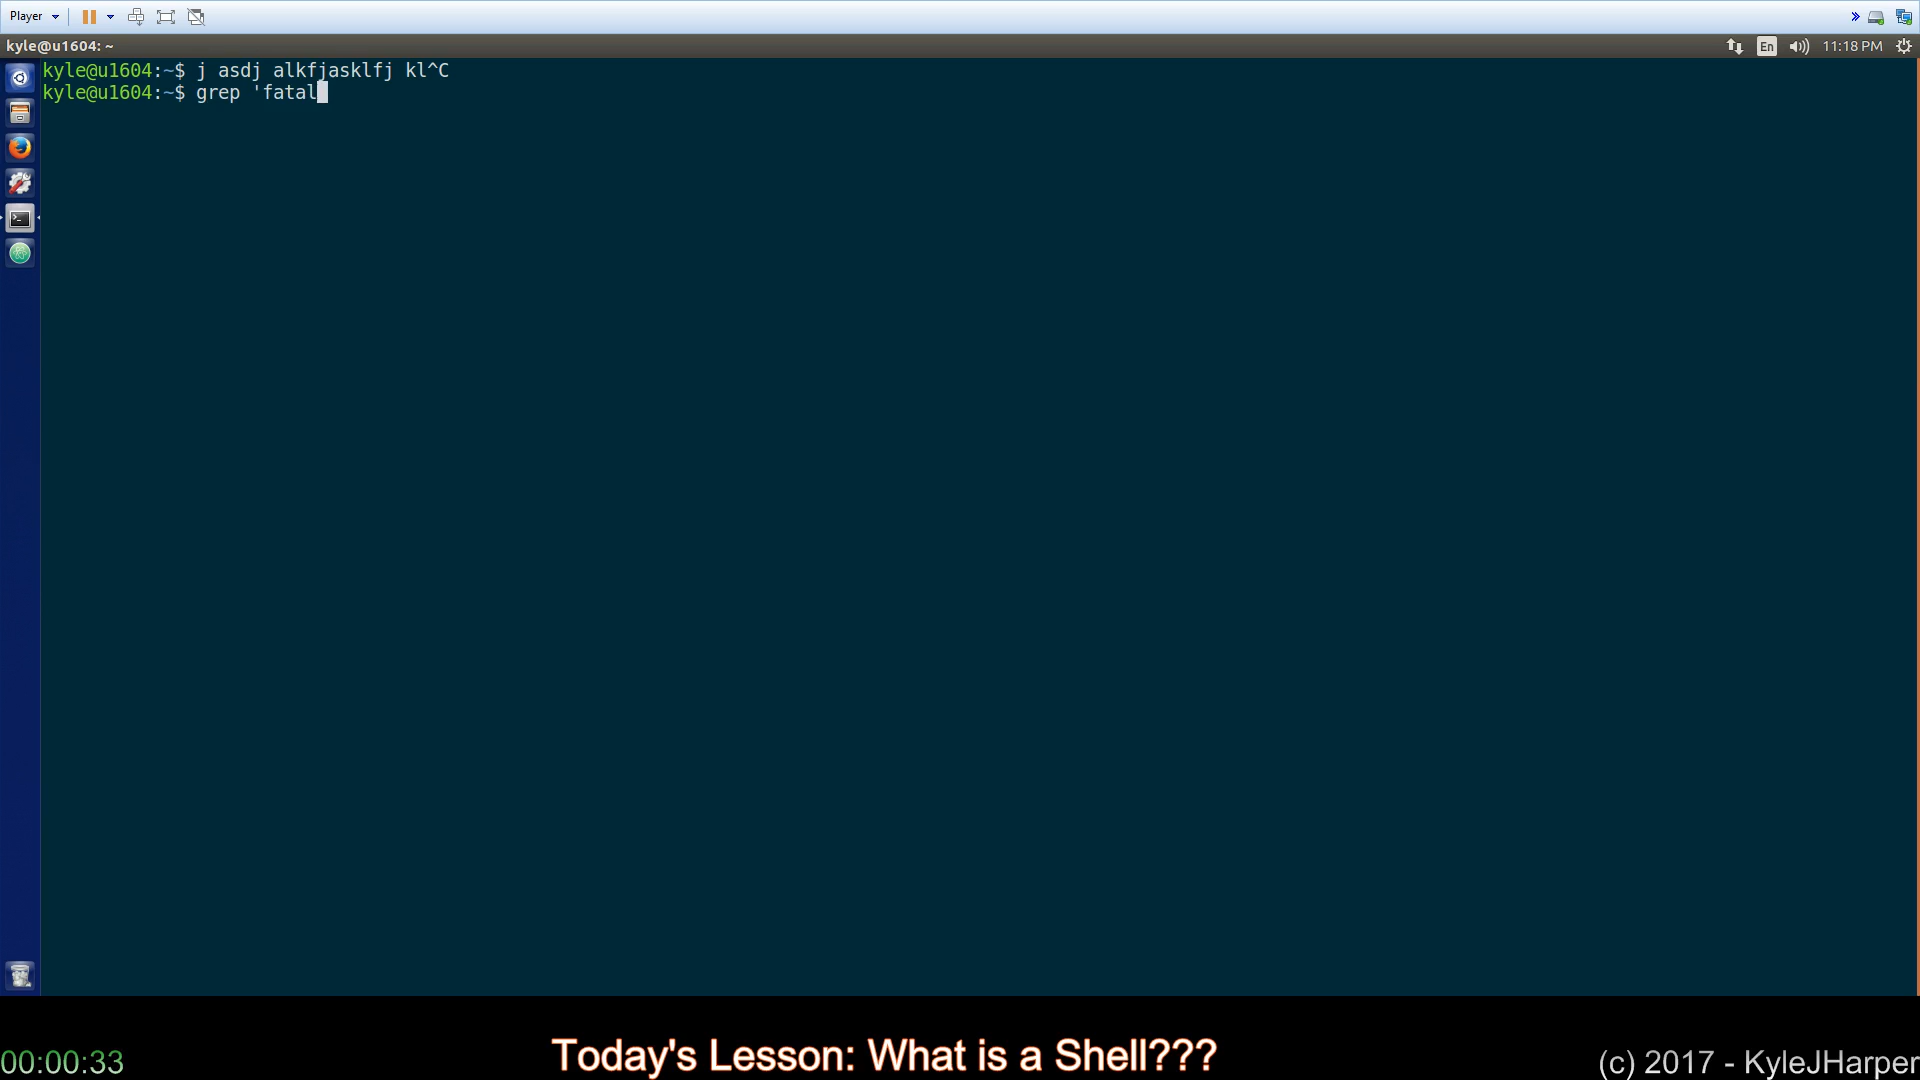 Player
kyle@u1604: ~
En
11:18 PM
kyle@u1604:~$ j asdj alkfjasklfj kl^C
kyle@u1604:~$ grep 'fatal
00:00:33
Today's Lesson: What is a Shell???
(c) 2017 - KyleJHarper